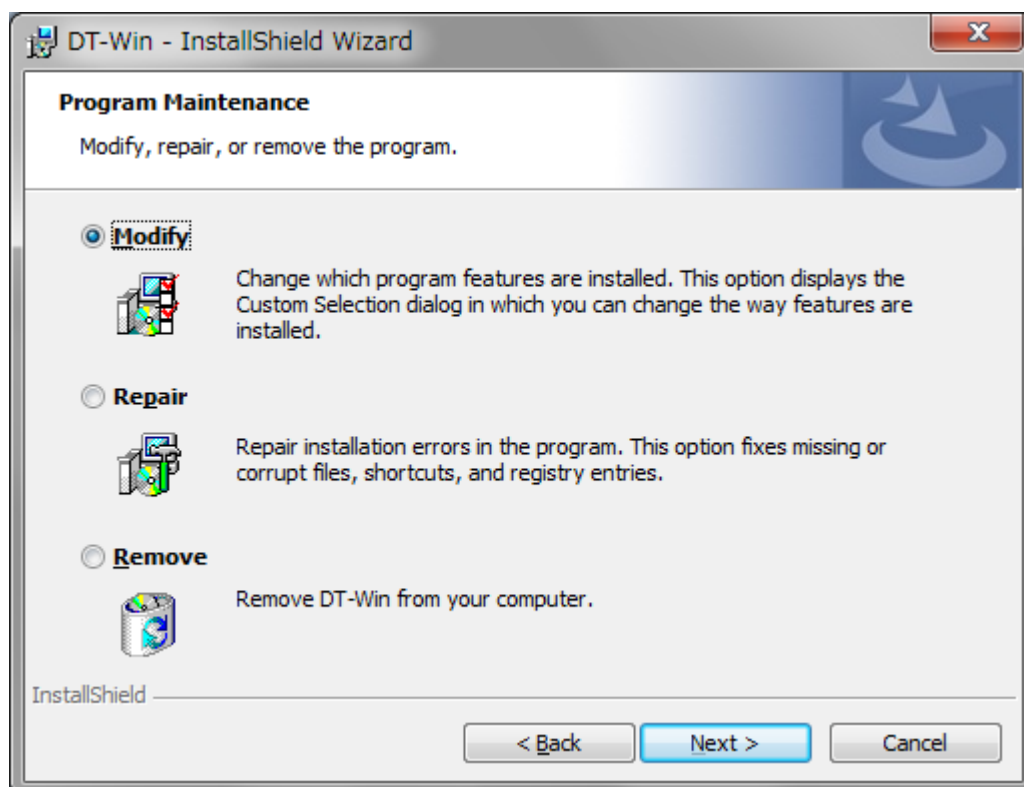 DT-Win - InstallShield Wizard
Program Maintenance
Modify, repair, or remove the program.
Modify
Change which program features are installed. This option displays the
Custom Selection dialog in which you can change the way features are
installed.
Repair
Repair installation errors in the program. This option fixes missing or
corrupt files, shortcuts, and registry entries.
Remove
Remove DT-Win from your computer.
InstallShield
< Back
Next >
Cancel